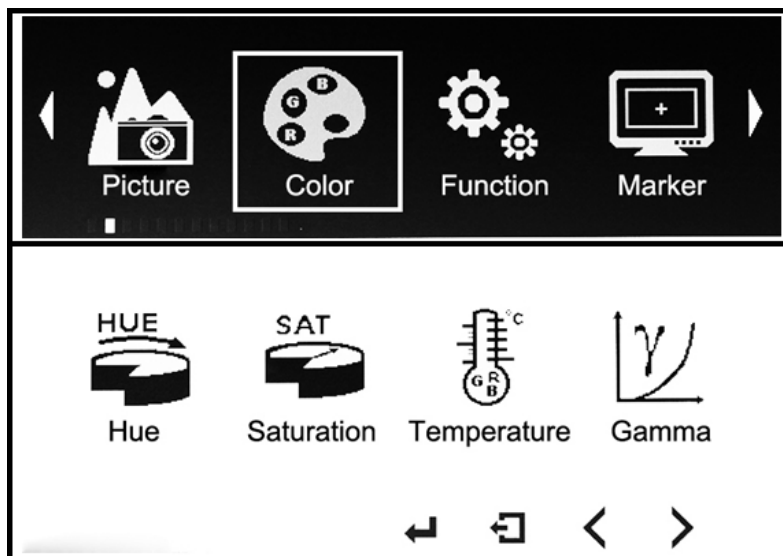 B
G
R
Picture Color Function Marker
HUE SAT °C γ
G R
B
Hue Saturation Temperature Gamma